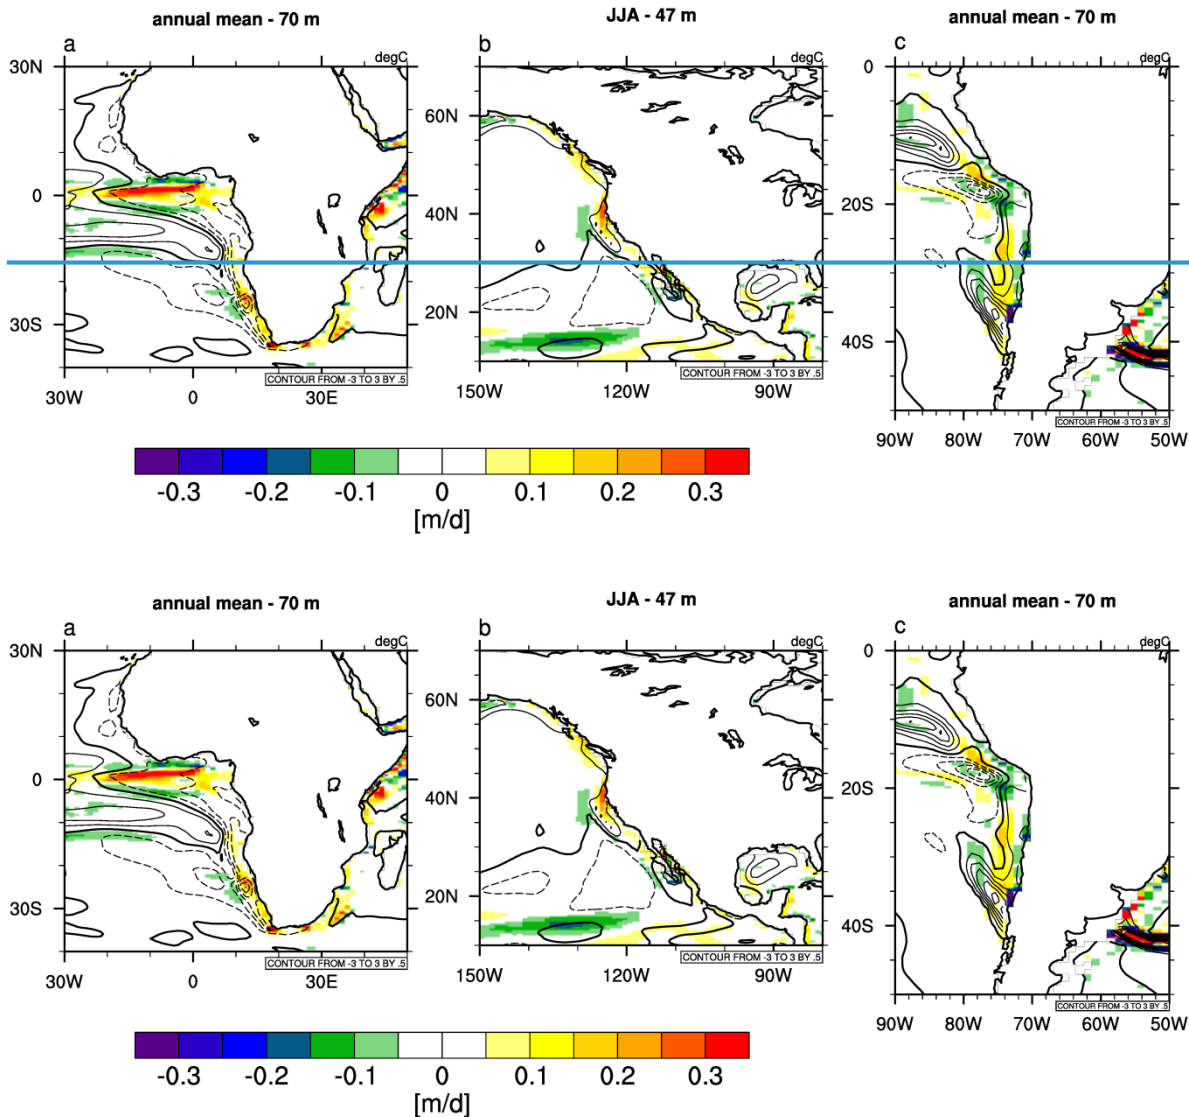 annual mean - 70 m
JJA - 47 m
annual mean - 70 m
a
degC
b
degC
c
degC
30N
0
30S
30W
0
30E
CONTOUR FROM -3 TO 3 BY .5
60N
40N
20N
150W
120W
90W
CONTOUR FROM -3 TO 3 BY .5
0
20S
40S
90W
80W
70W
60W
50W
CONTOUR FROM -3 TO 3 BY .5
-0.3
-0.2
-0.1
0
0.1
0.2
0.3
[m/d]
annual mean - 70 m
JJA - 47 m
annual mean - 70 m
a
degC
b
degC
c
degC
30N
0
30S
30W
0
30E
CONTOUR FROM -3 TO 3 BY .5
60N
40N
20N
150W
120W
90W
CONTOUR FROM -3 TO 3 BY .5
0
20S
40S
90W
80W
70W
60W
50W
CONTOUR FROM -3 TO 3 BY .5
-0.3
-0.2
-0.1
0
0.1
0.2
0.3
[m/d]